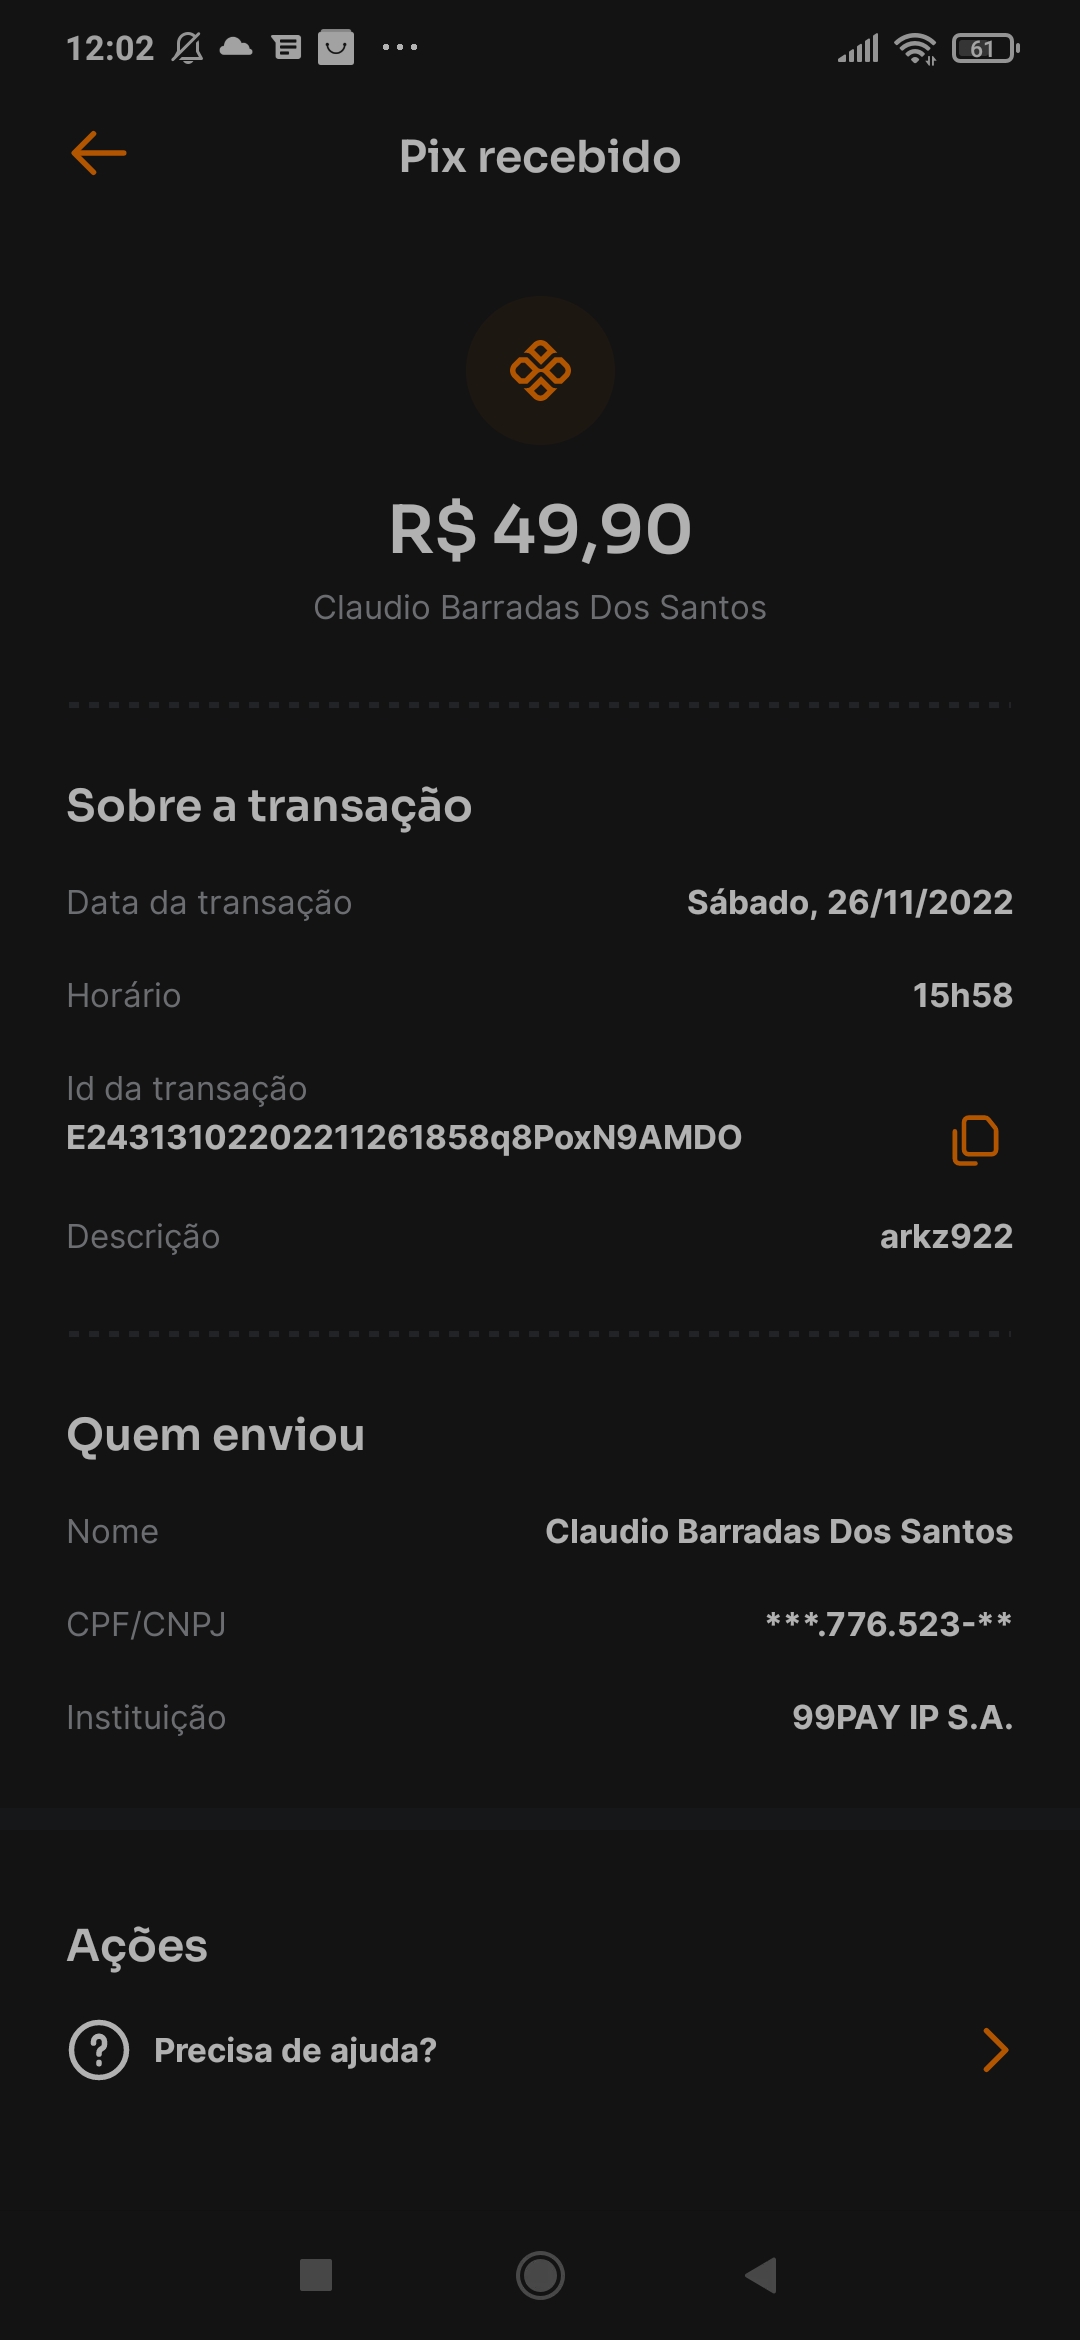 12:02
61
Pix recebido
R$ 49,90
Claudio Barradas Dos Santos
Sobre a transação
Data da transação Sábado, 26/11/2022
Horário 15h58
Id da transação
E24313102202211261858q8PoxN9AMDO
Descrição arkz922
Quem enviou
Nome Claudio Barradas Dos Santos
CPF/CNPJ ***.776.523-**
Instituição 99PAY IP S.A.
Ações
Precisa de ajuda?